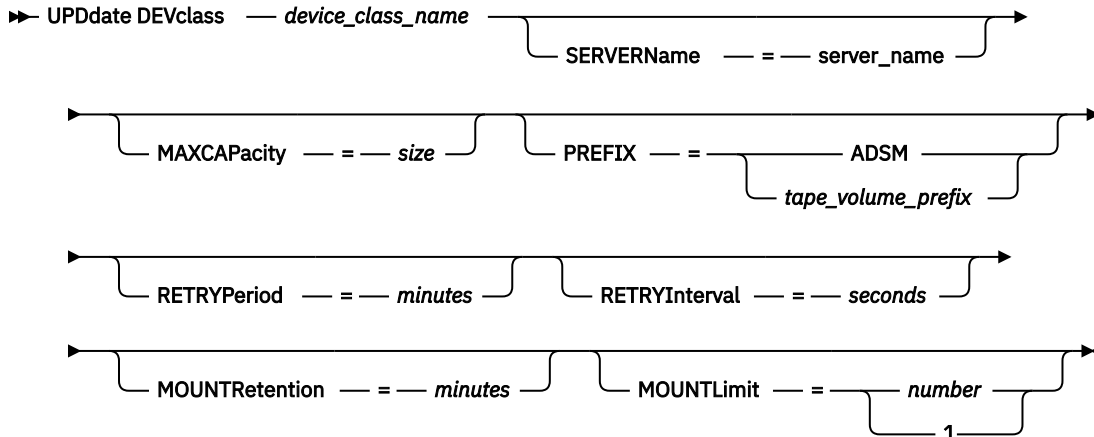 UPDdate DEVclass device_class_name
SERVERName = server_name
MAXCAPacity = size PREFIX = ADSM
tape_volume_prefix
RETRYPeriod = minutes RETRYInterval = seconds
MOUNTRetention = minutes MOUNTLimit = number
1